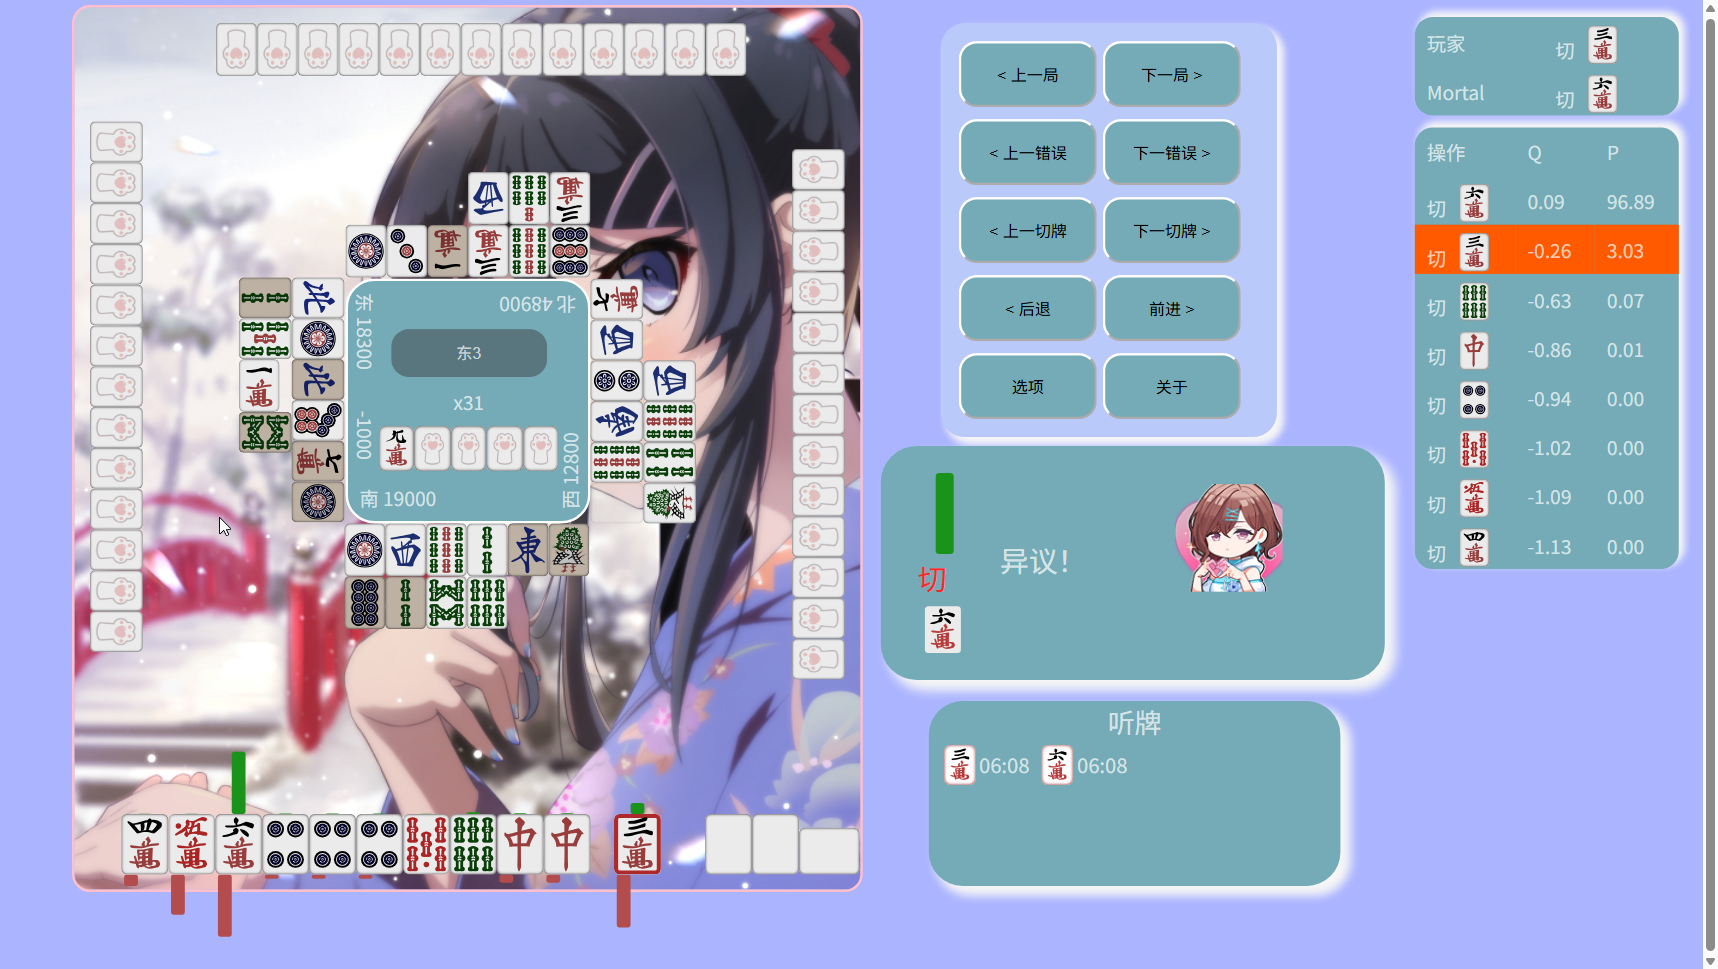 北 48900
东 18300
东3
x31
-1000
西 12800
南 19000
< 上一局
下一局 >
< 上一错误
下一错误 >
< 上一切牌
下一切牌 >
< 后退
前进 >
选项
关于
切
异议！
听牌
06:08
06:08
玩家 切
Mortal 切
操作 Q P
切 0.09 96.89
切 -0.26 3.03
切 -0.63 0.07
切 -0.86 0.01
切 -0.94 0.00
切 -1.02 0.00
切 -1.09 0.00
切 -1.13 0.00